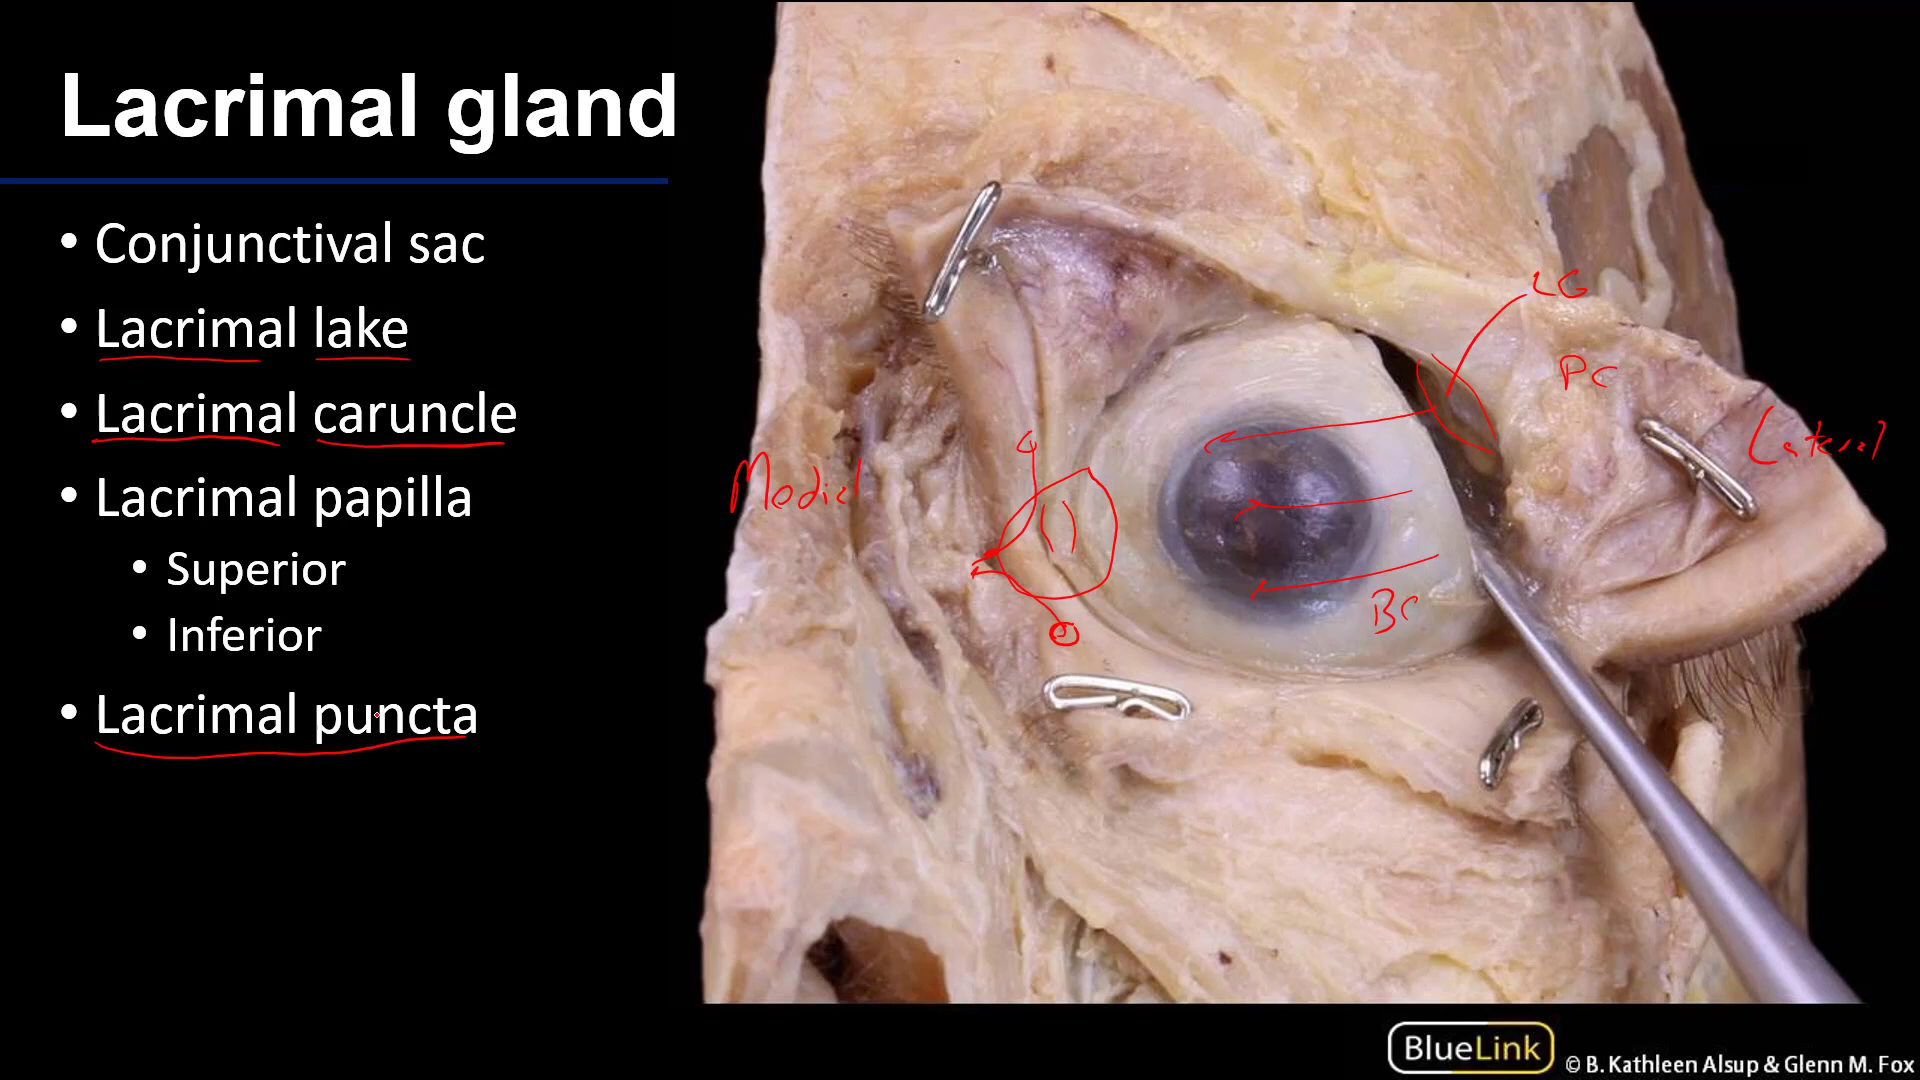 Lacrimal gland
• Conjunctival sac
• Lacrimal lake
• Lacrimal caruncle
• Lacrimal papilla
• Superior
• Inferior
• Lacrimal puncta
LG
PC
Lateral
Medial
BC
BlueLink
© B. Kathleen Alsup & Glenn M. Fox